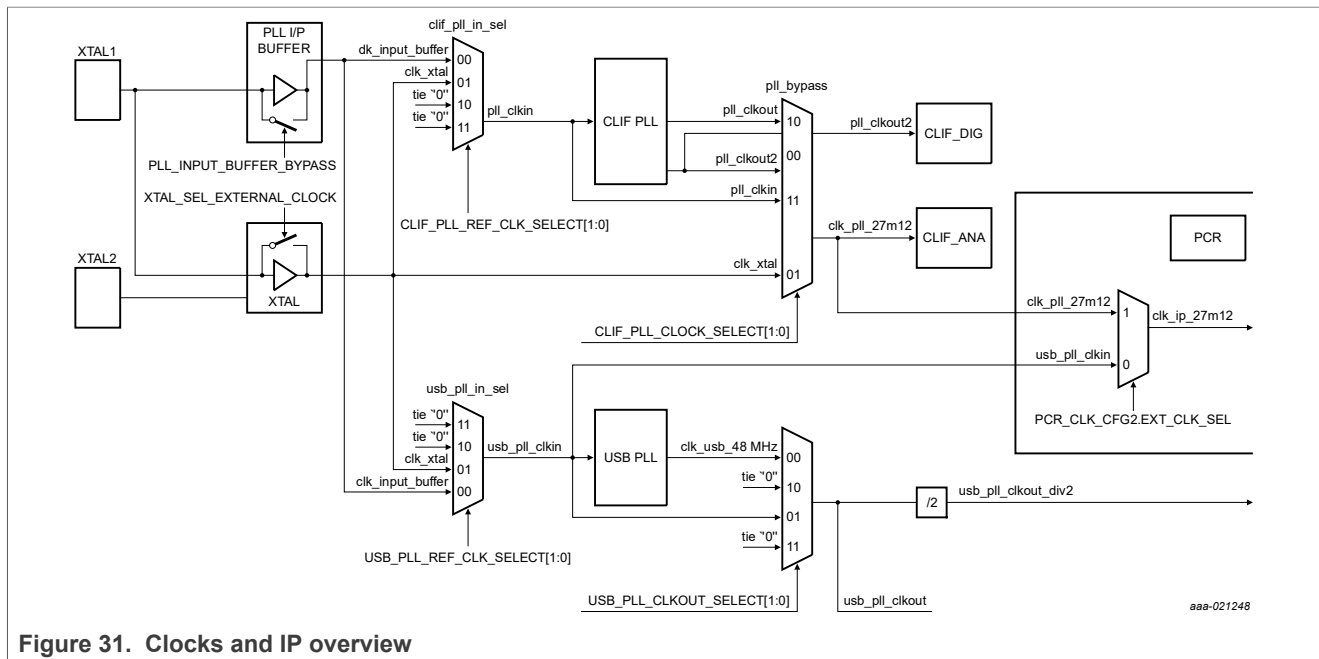 XTAL1
PLL I/P
BUFFER
PLL_INPUT_BUFFER_BYPASS
XTAL_SEL_EXTERNAL_CLOCK
XTAL2
XTAL
clif_pll_in_sel
dk_input_buffer
00
clk_xtal
01
tie `"0"
10
tie `"0"
11
pll_clkin
CLIF_PLL_REF_CLK_SELECT[1:0]
CLIF PLL
pll_bypass
pll_clkout
10
00
pll_clkout2
pll_clkin
11
clk_xtal
01
CLIF_PLL_CLOCK_SELECT[1:0]
pll_clkout2
CLIF_DIG
clk_pll_27m12
CLIF_ANA
PCR
clk_pll_27m12
1
clk_ip_27m12
usb_pll_clkin
0
PCR_CLK_CFG2.EXT_CLK_SEL
usb_pll_in_sel
tie `"0"
11
tie `"0"
10
clk_xtal
01
clk_input_buffer
00
usb_pll_clkin
USB_PLL_REF_CLK_SELECT[1:0]
USB PLL
clk_usb_48 MHz
00
tie `"0"
10
01
tie `"0"
11
USB_PLL_CLKOUT_SELECT[1:0]
/2
usb_pll_clkout_div2
usb_pll_clkout
aaa-021248
Figure 31. Clocks and IP overview